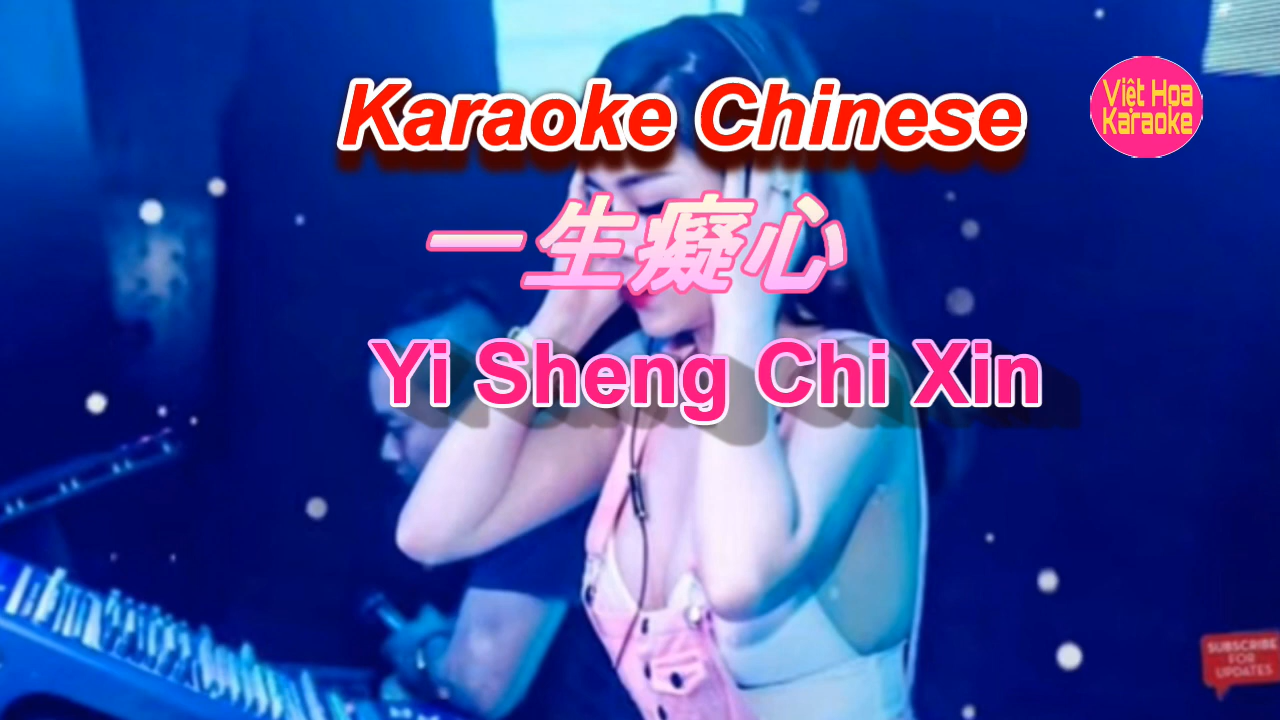 Karaoke Chinese
Việt Hoa
Karaoke
一生癡心
Yi Sheng Chi Xin
SUBSCRIBE
FOR
UPDATES